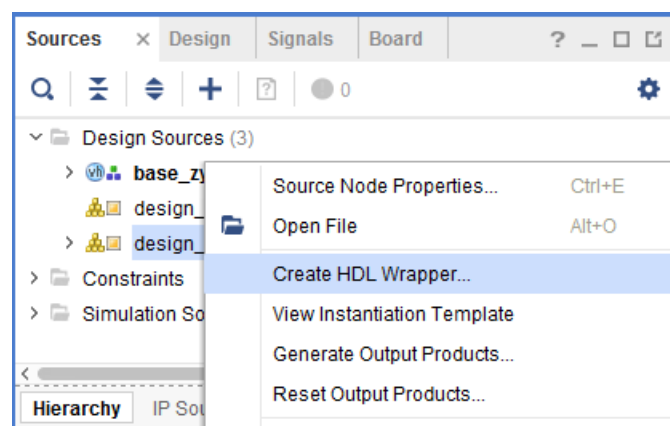 Sources × Design Signals Board ? _
? 0
Design Sources (3)
vh base_zy
Source Node Properties... Ctrl+E
design_
Open File Alt+O
design_
Create HDL Wrapper...
Constraints
View Instantiation Template
Simulation So
Generate Output Products...
Reset Output Products...
Hierarchy IP Sou